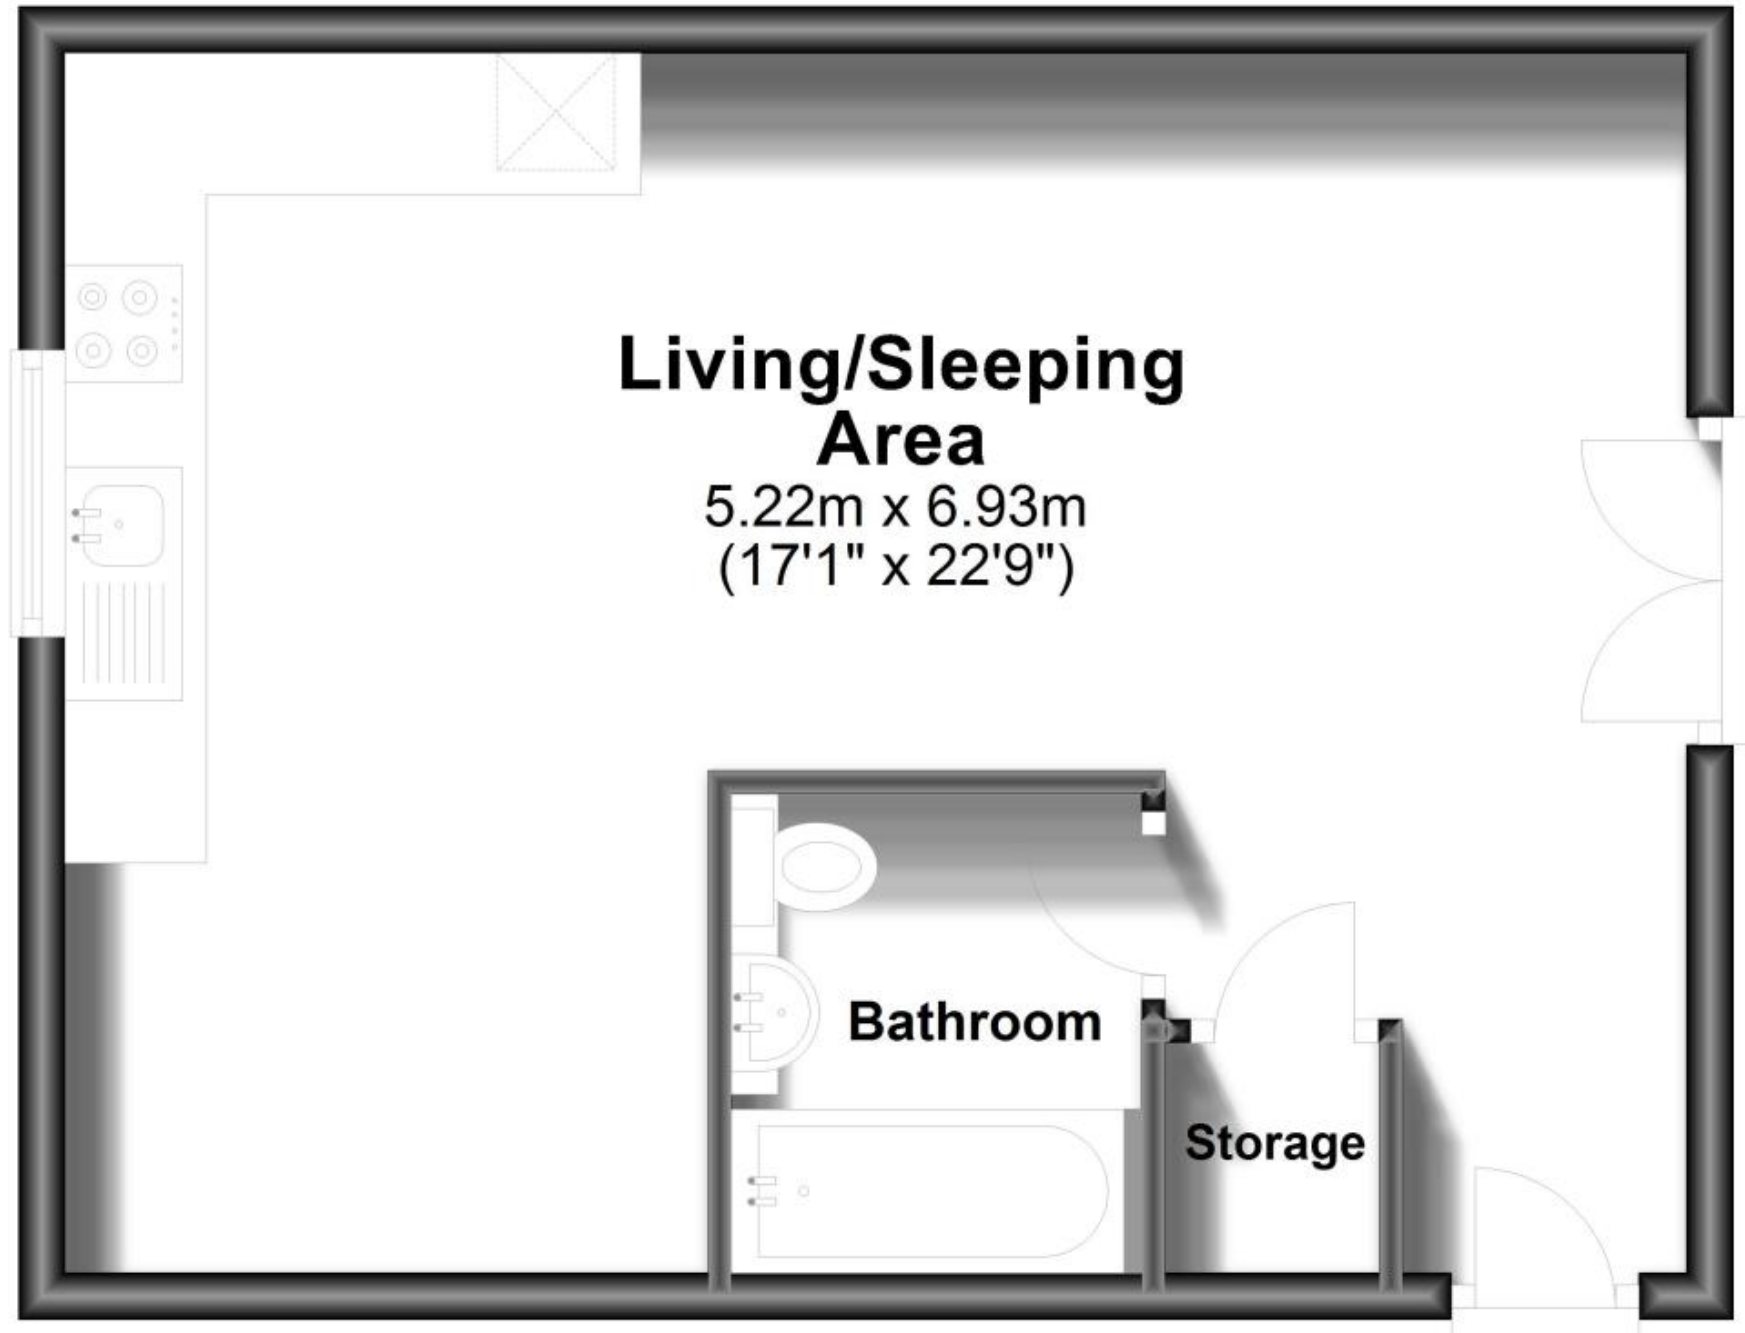 Living/Sleeping
Area
5.22m x 6.93m
(17'1" x 22'9")
Bathroom
Storage